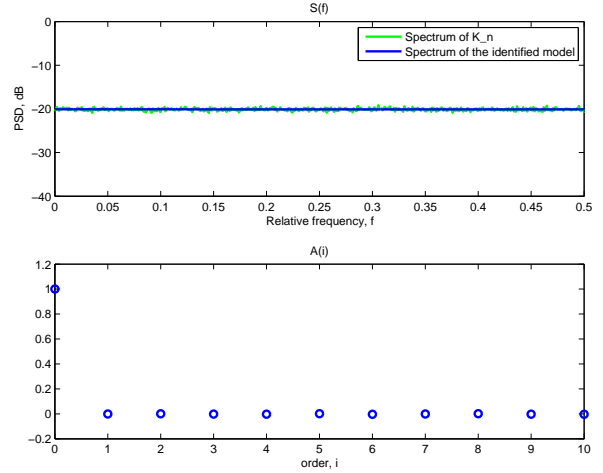 S(f)
0
−10
−20
−30
−40
PSD, dB
Spectrum of K_n
Spectrum of the identified model
0 0.05 0.1 0.15 0.2 0.25 0.3 0.35 0.4 0.45 0.5
Relative frequency, f
A(i)
1.2
1
0.8
0.6
0.4
0.2
0
−0.2
0 1 2 3 4 5 6 7 8 9 10
order, i